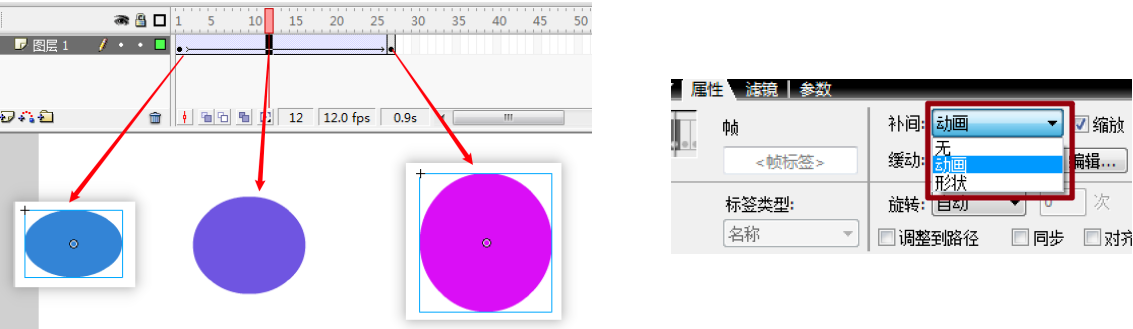 1 5 10 15 20 25 30 35 40 45 50
图层 1
12 12.0 fps 0.9s
属性 滤镜 参数
帧
<帧标签>
标签类型:
名称
补间: 动画 缩放
无
缓动: 动画 编辑...
形状
旋转: 自动 0 次
调整到路径 同步 对齐